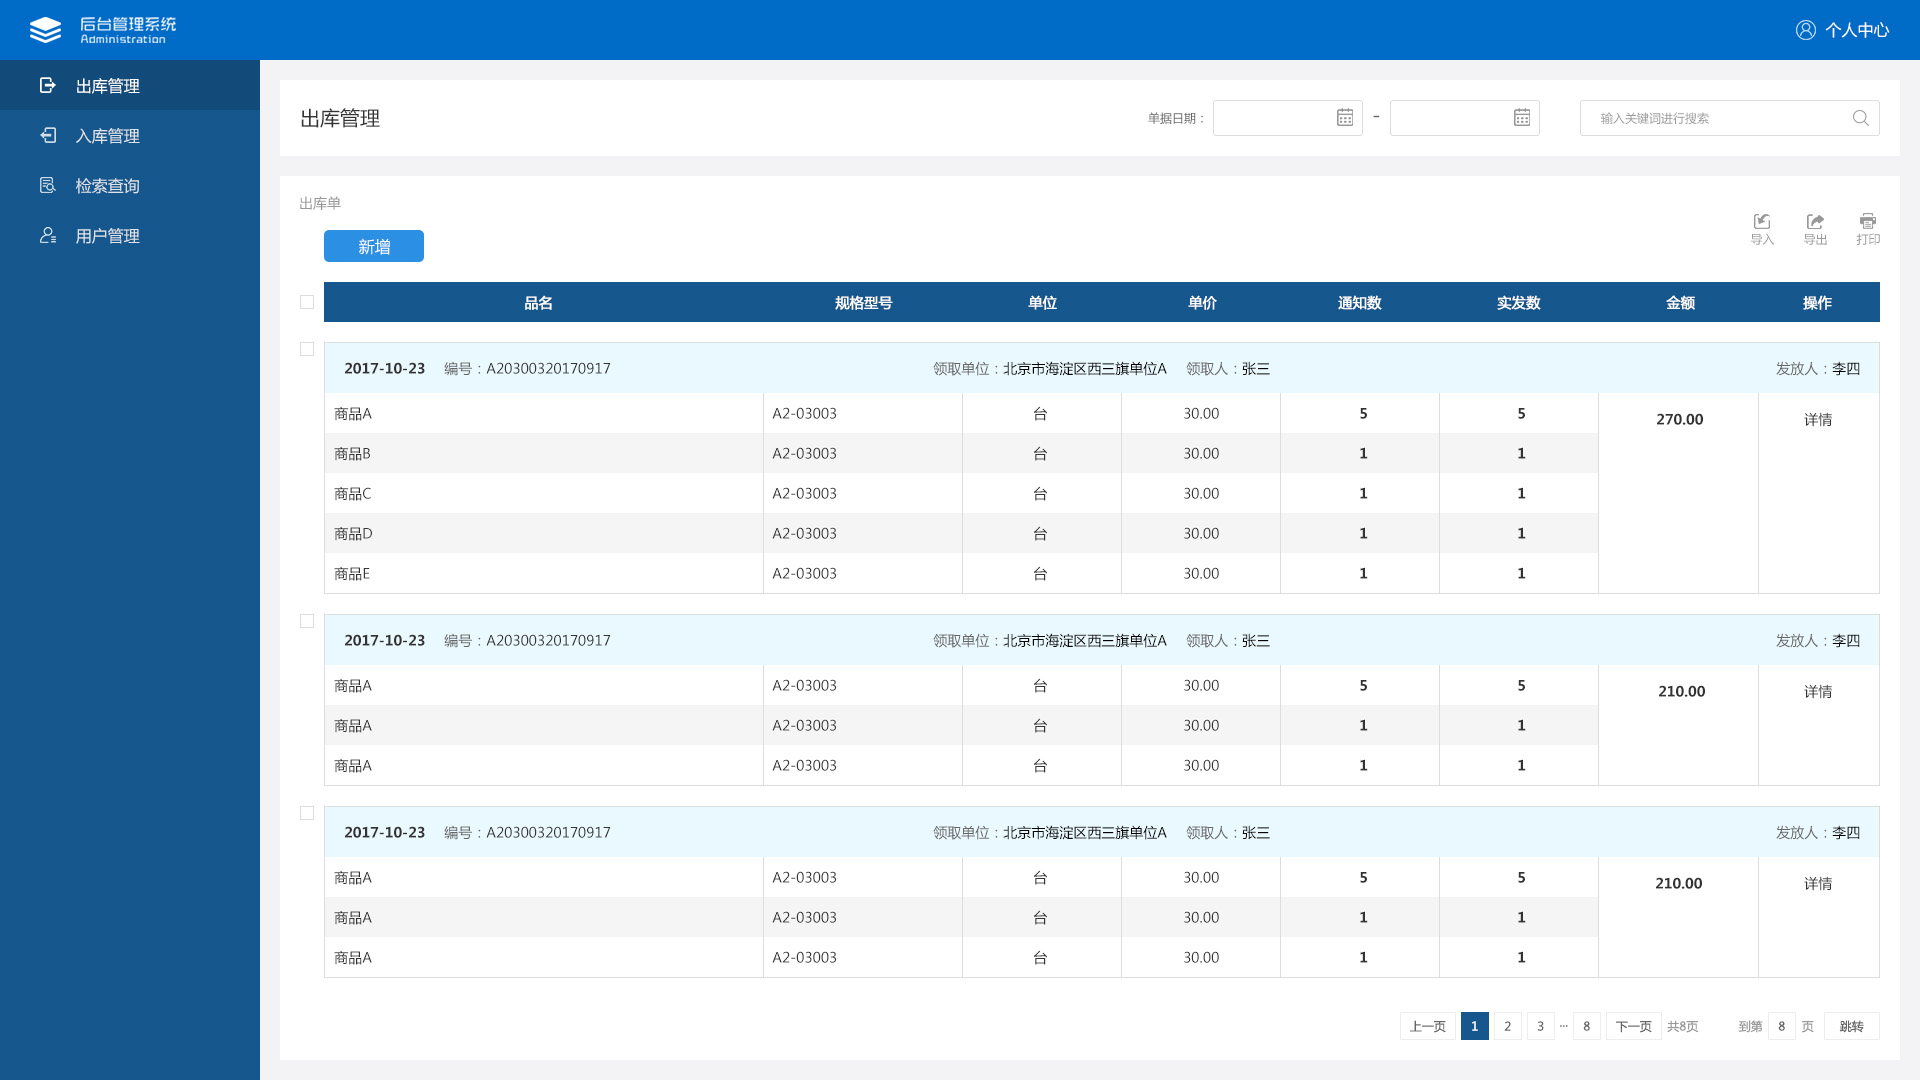 后台管理系统
Administration
个人中心
出库管理
入库管理
检索查询
用户管理
出库管理
单据日期：
-
输入关键词进行搜索
出库单
新增
导入 导出 打印
品名 规格型号 单位 单价 通知数 实发数 金额 操作
2017-10-23 编号：A20300320170917 领取单位：北京市海淀区西三旗单位A 领取人：张三 发放人：李四
商品A A2-03003 台 30.00 5 5 270.00 详情
商品B A2-03003 台 30.00 1 1
商品C A2-03003 台 30.00 1 1
商品D A2-03003 台 30.00 1 1
商品E A2-03003 台 30.00 1 1
2017-10-23 编号：A20300320170917 领取单位：北京市海淀区西三旗单位A 领取人：张三 发放人：李四
商品A A2-03003 台 30.00 5 5 210.00 详情
商品A A2-03003 台 30.00 1 1
商品A A2-03003 台 30.00 1 1
2017-10-23 编号：A20300320170917 领取单位：北京市海淀区西三旗单位A 领取人：张三 发放人：李四
商品A A2-03003 台 30.00 5 5 210.00 详情
商品A A2-03003 台 30.00 1 1
商品A A2-03003 台 30.00 1 1
上一页 1 2 3 ... 8 下一页 共8页 到第 8 页 跳转